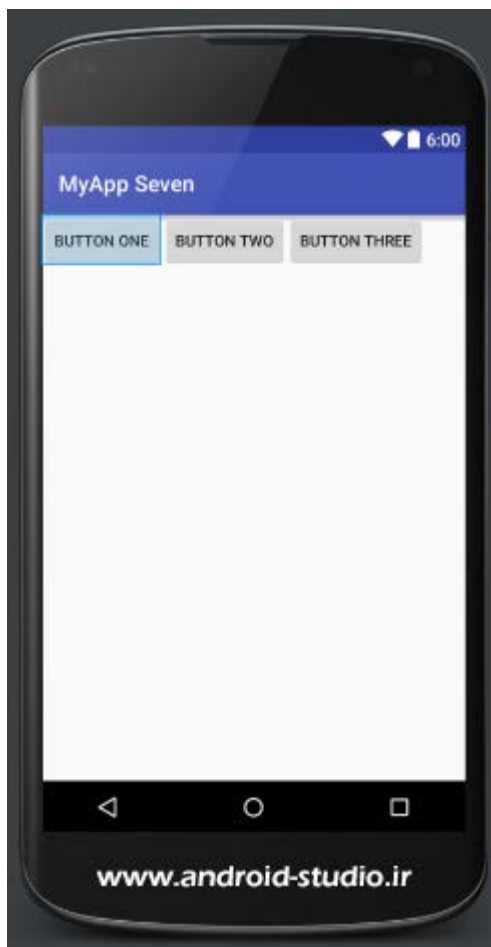 6:00
MyApp Seven
BUTTON ONE BUTTON TWO BUTTON THREE
www.android-studio.ir